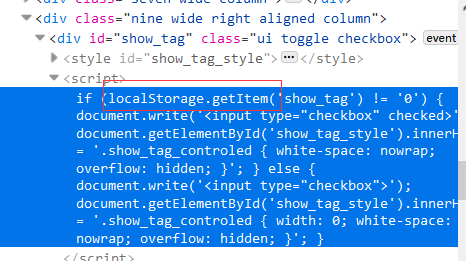 <div class="nine wide right aligned column">
<div id="show_tag" class="ui toggle checkbox"> event
<style id="show_tag_style"> ••• </style>
<script>
if (localStorage.getItem('show_tag') != '0') {
document.write('<input type="checkbox" checked>'
document.getElementById('show_tag_style').innerH
= '.show_tag_controled { white-space: nowrap;
overflow: hidden; }'; } else {
document.write('<input type="checkbox">');
document.getElementById('show_tag_style').innerH
= '.show_tag_controled { width: 0; white-space:
nowrap; overflow: hidden; }'; }
</script>